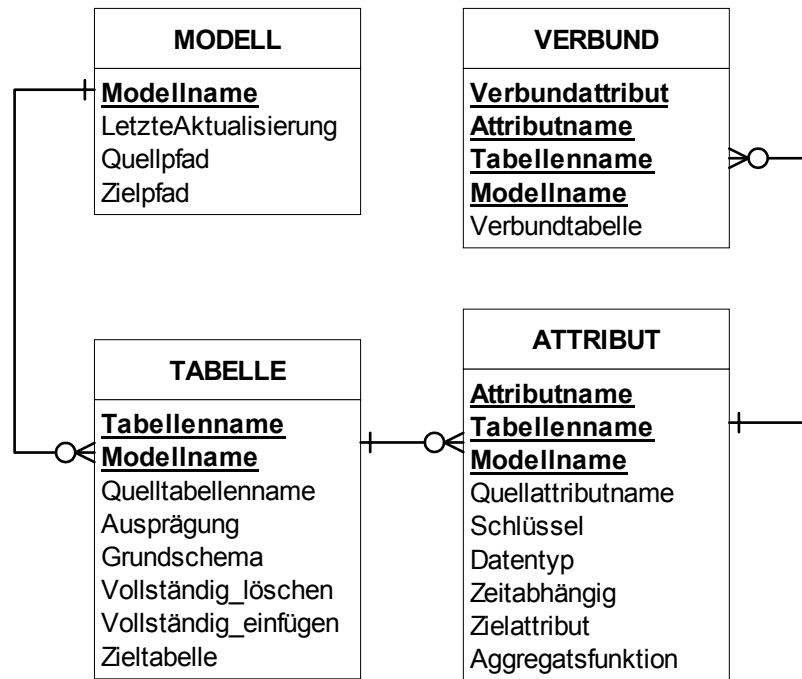 MODELL
Modellname
LetzteAktualisierung
Quellpfad
Zielpfad
VERBUND
Verbundattribut
Attributname
Tabellenname
Modellname
Verbundtabelle
TABELLE
Tabellenname
Modellname
Quelltabellenname
Ausprägung
Grundschema
Vollständig_löschen
Vollständig_einfügen
Zieltabelle
ATTRIBUT
Attributname
Tabellenname
Modellname
Quellattributname
Schlüssel
Datentyp
Zeitabhängig
Zielattribut
Aggregatsfunktion